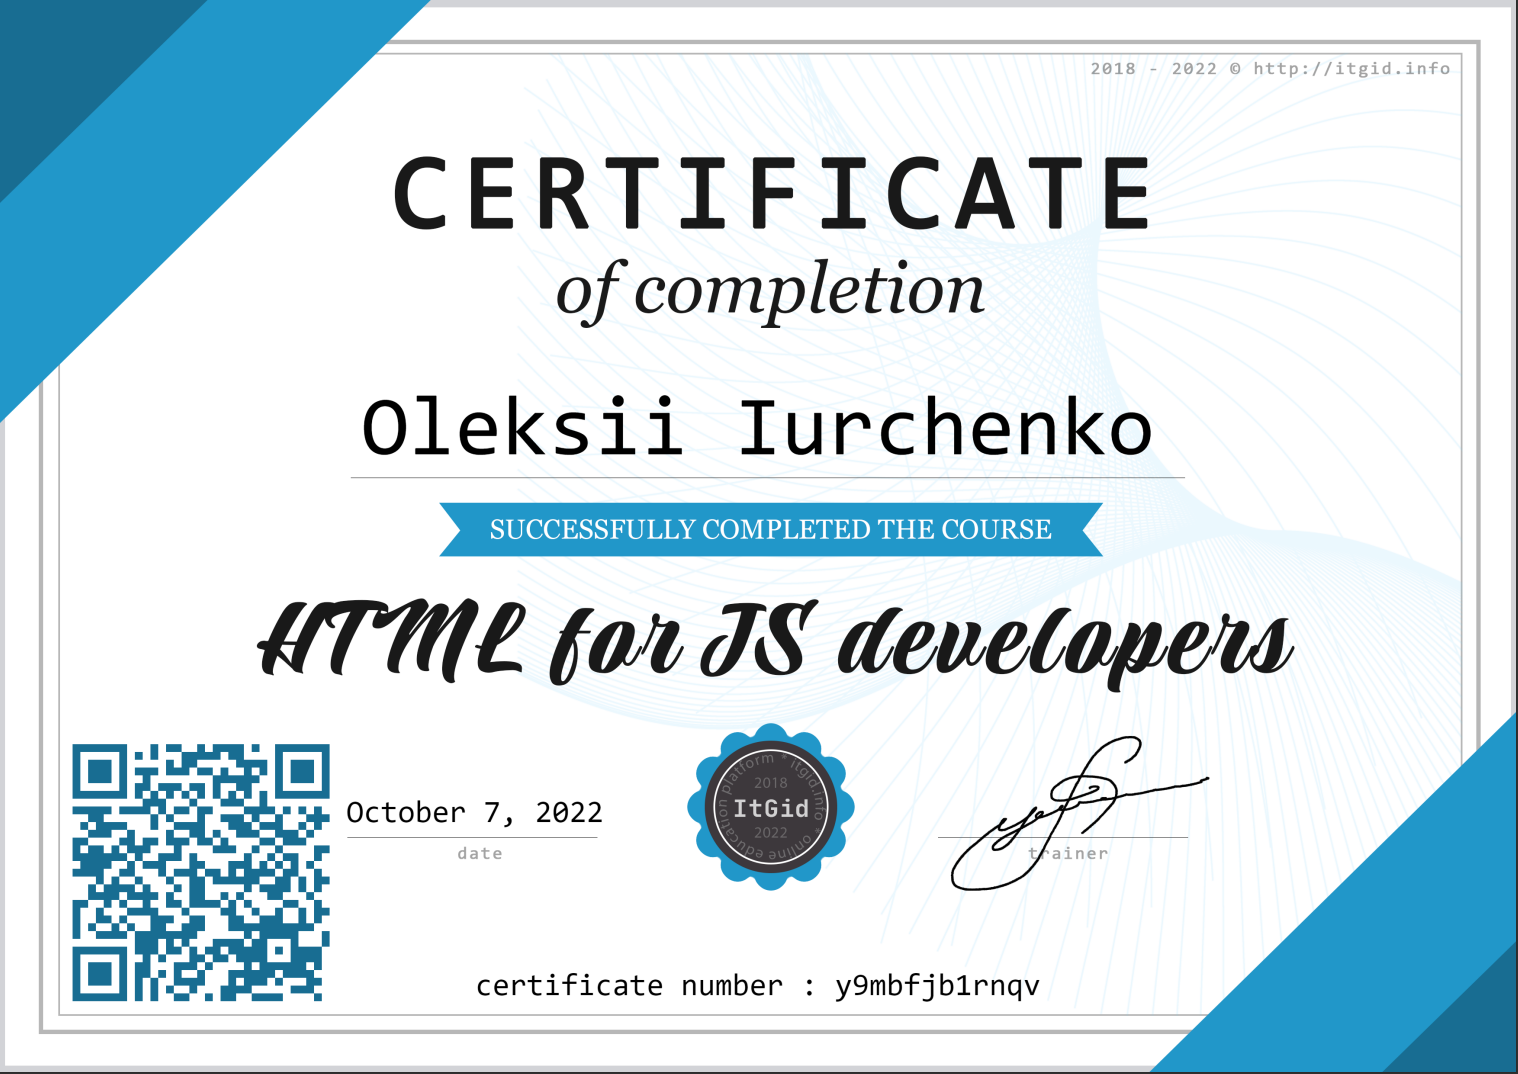 2018 - 2022 © http://itgid.info
CERTIFICATE
of completion
Oleksii Iurchenko
SUCCESSFULLY COMPLETED THE COURSE
HTML for JS developers
October 7, 2022
date
education platform * itgid.info * online
2018
ItGid
2022
trainer
certificate number : y9mbfjb1rnqv